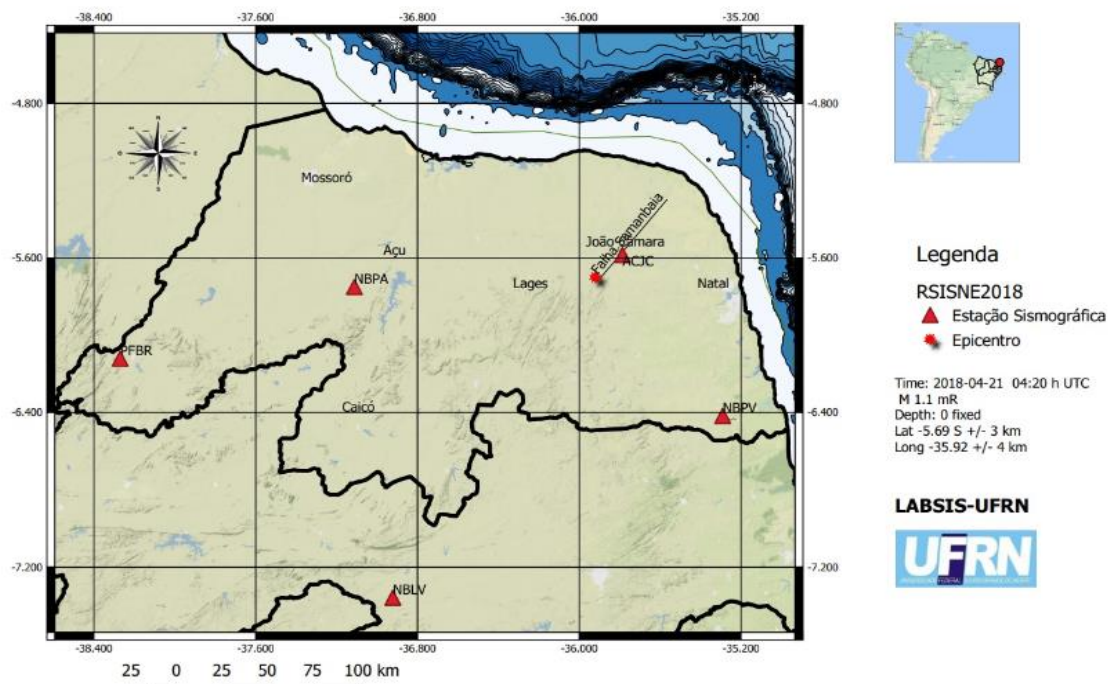 -38.400 -37.600 -36.800 -36.000 -35.200
-4.800 -4.800
Mossoró
Falha Samambaia
João Câmara
Açu
ACJC
-5.600 -5.600
Lages
Natal
NBPA
PFBR
Caicó
NBPV
-6.400 -6.400
-7.200 -7.200
NBLV
-38.400 -37.600 -36.800 -36.000 -35.200
25 0 25 50 75 100 km
Legenda
RSISNE2018
Estação Sismográfica
Epicentro
Time: 2018-04-21 04:20 h UTC
M 1.1 mR
Depth: 0 fixed
Lat -5.69 S +/- 3 km
Long -35.92 +/- 4 km
LABSIS-UFRN
UFRN